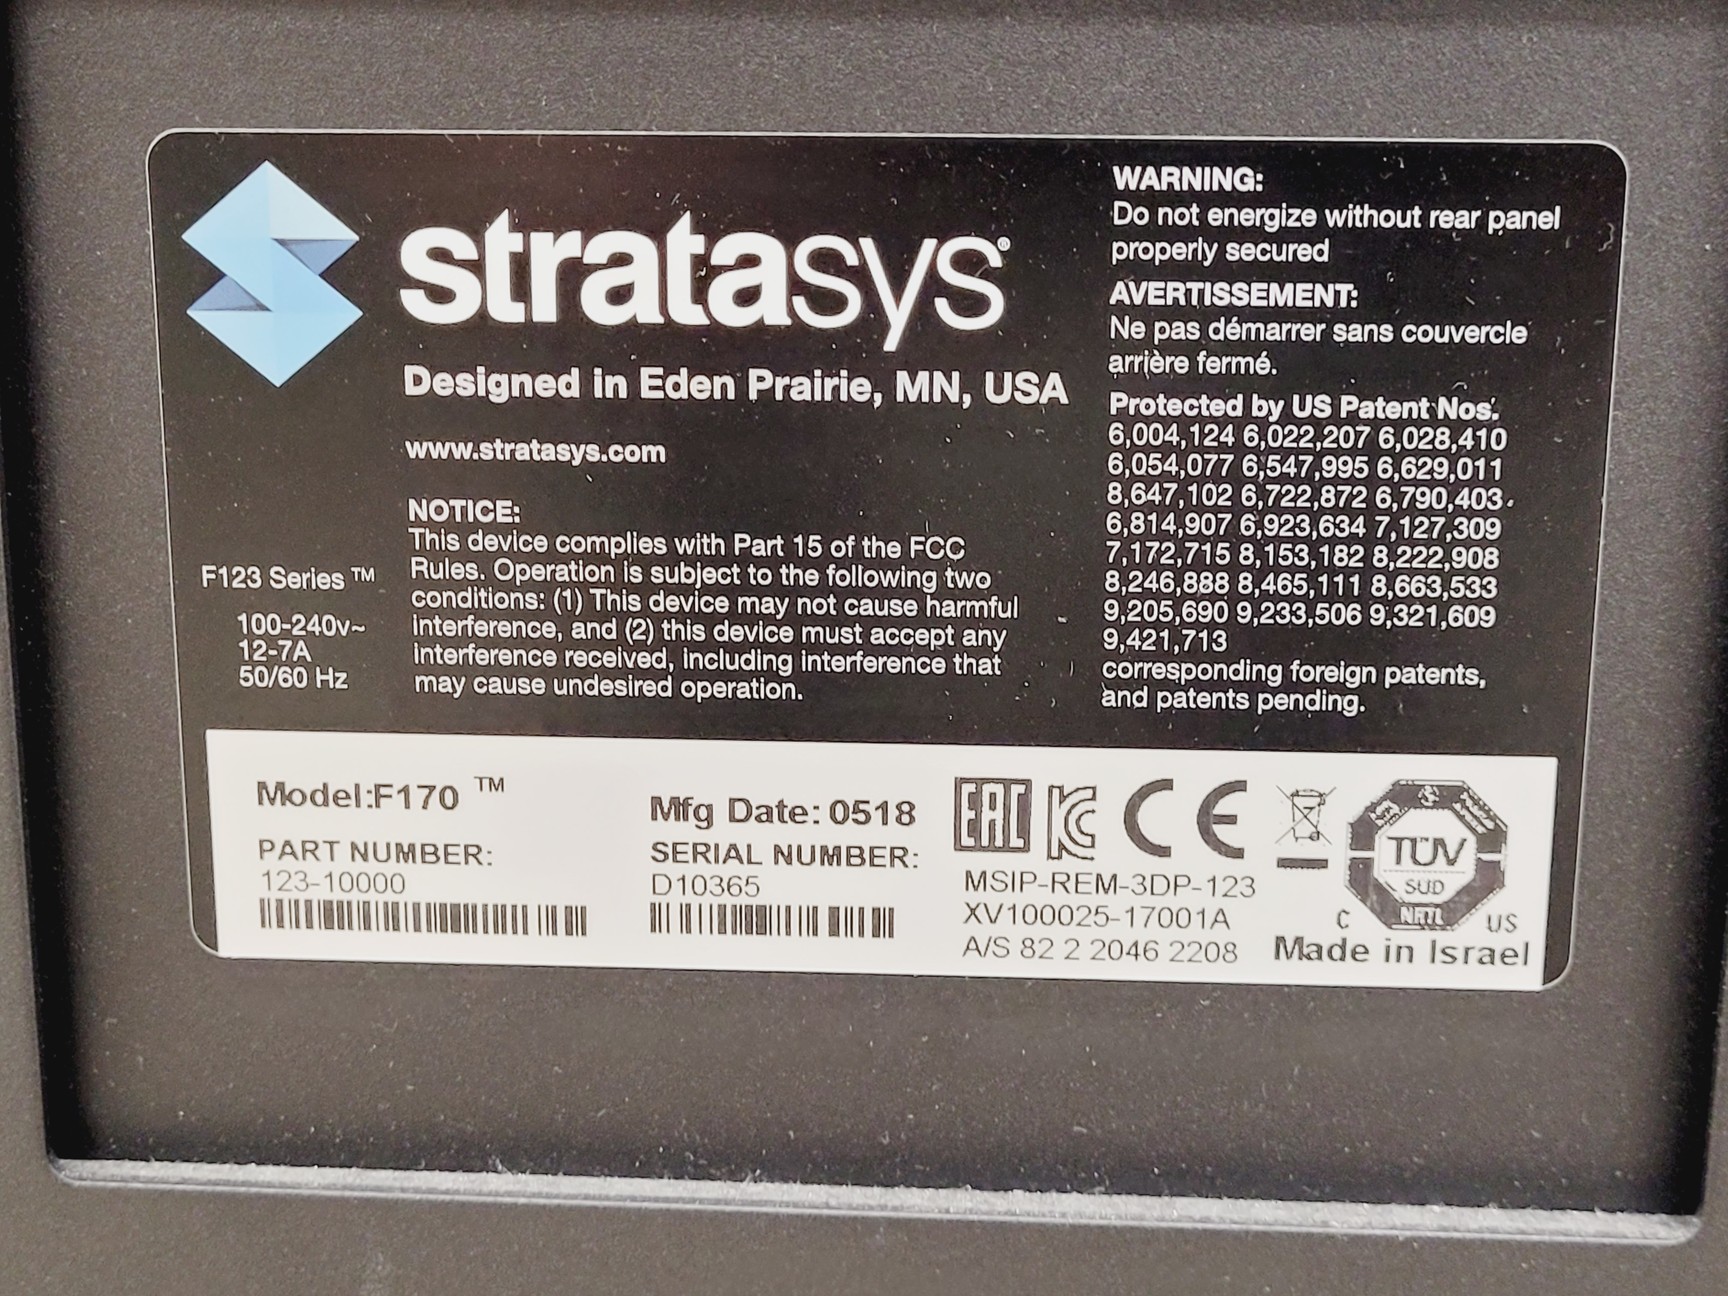 stratasys®
Designed in Eden Prairie, MN, USA
www.stratasys.com
NOTICE:
This device complies with Part 15 of the FCC
Rules. Operation is subject to the following two
conditions: (1) This device may not cause harmful
interference, and (2) this device must accept any
interference received, including interference that
may cause undesired operation.
F123 Series ™
100-240v~
12-7A
50/60 Hz
WARNING:
Do not energize without rear panel
properly secured
AVERTISSEMENT:
Ne pas démarrer sans couvercle
arrière fermé.
Protected by US Patent Nos.
6,004,124 6,022,207 6,028,410
6,054,077 6,547,995 6,629,011
8,647,102 6,722,872 6,790,403
6,814,907 6,923,634 7,127,309
7,172,715 8,153,182 8,222,908
8,246,888 8,465,111 8,663,533
9,205,690 9,233,506 9,321,609
9,421,713
corresponding foreign patents,
and patents pending.
Model:F170 ™
PART NUMBER:
123-10000
Mfg Date: 0518
SERIAL NUMBER:
D10365
EAC KC CE
MSIP-REM-3DP-123
XV100025-17001A
A/S 82 2 2046 2208
TÜV
SUD
NRTL
C US
Made in Israel